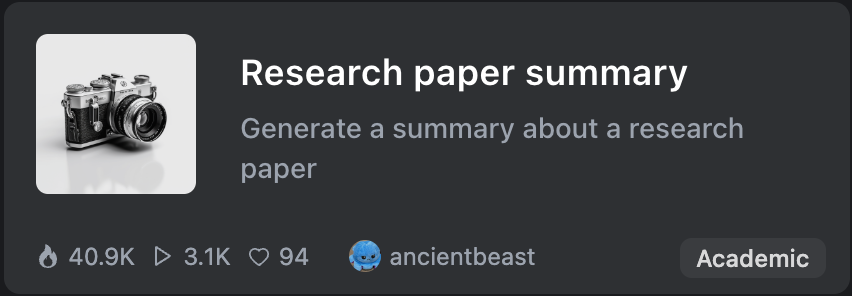 Research paper summary
Generate a summary about a research
paper
40.9K 3.1K 94 ancientbeast Academic